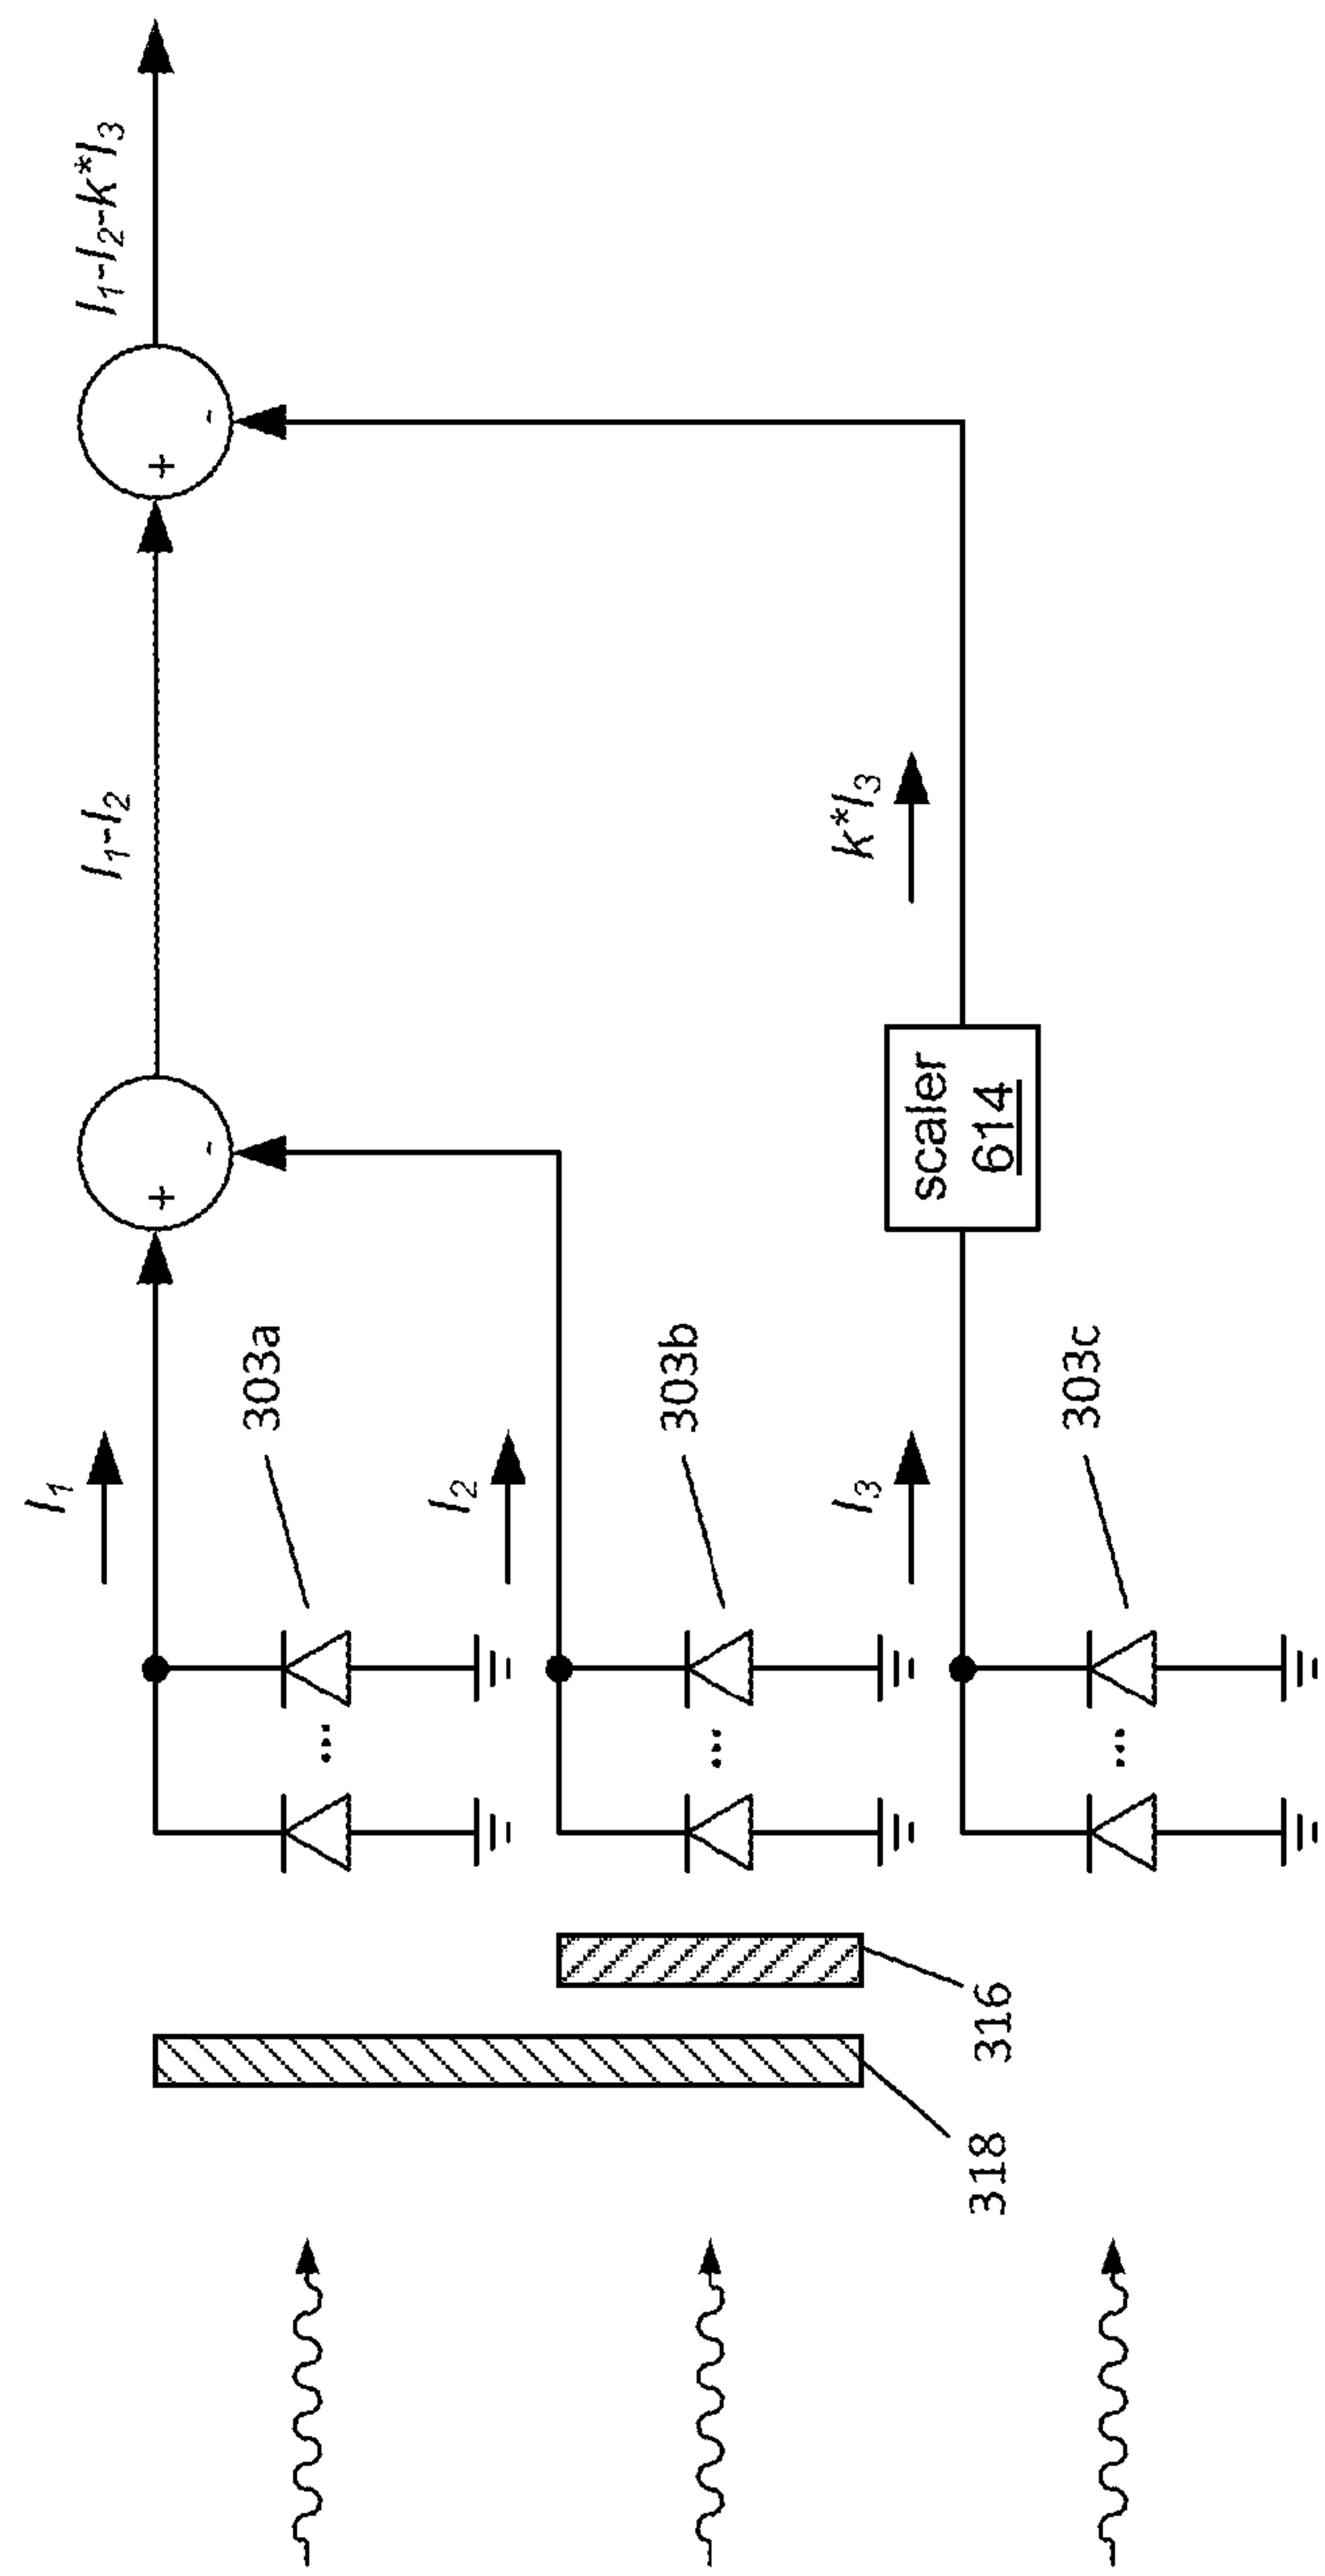 I₁
I₁-I₂
I₁-I₂-k*I₃
+
-
+
-
303a
I₂
303b
I₃
scaler
614
k*I₃
303c
...
...
...
316
318